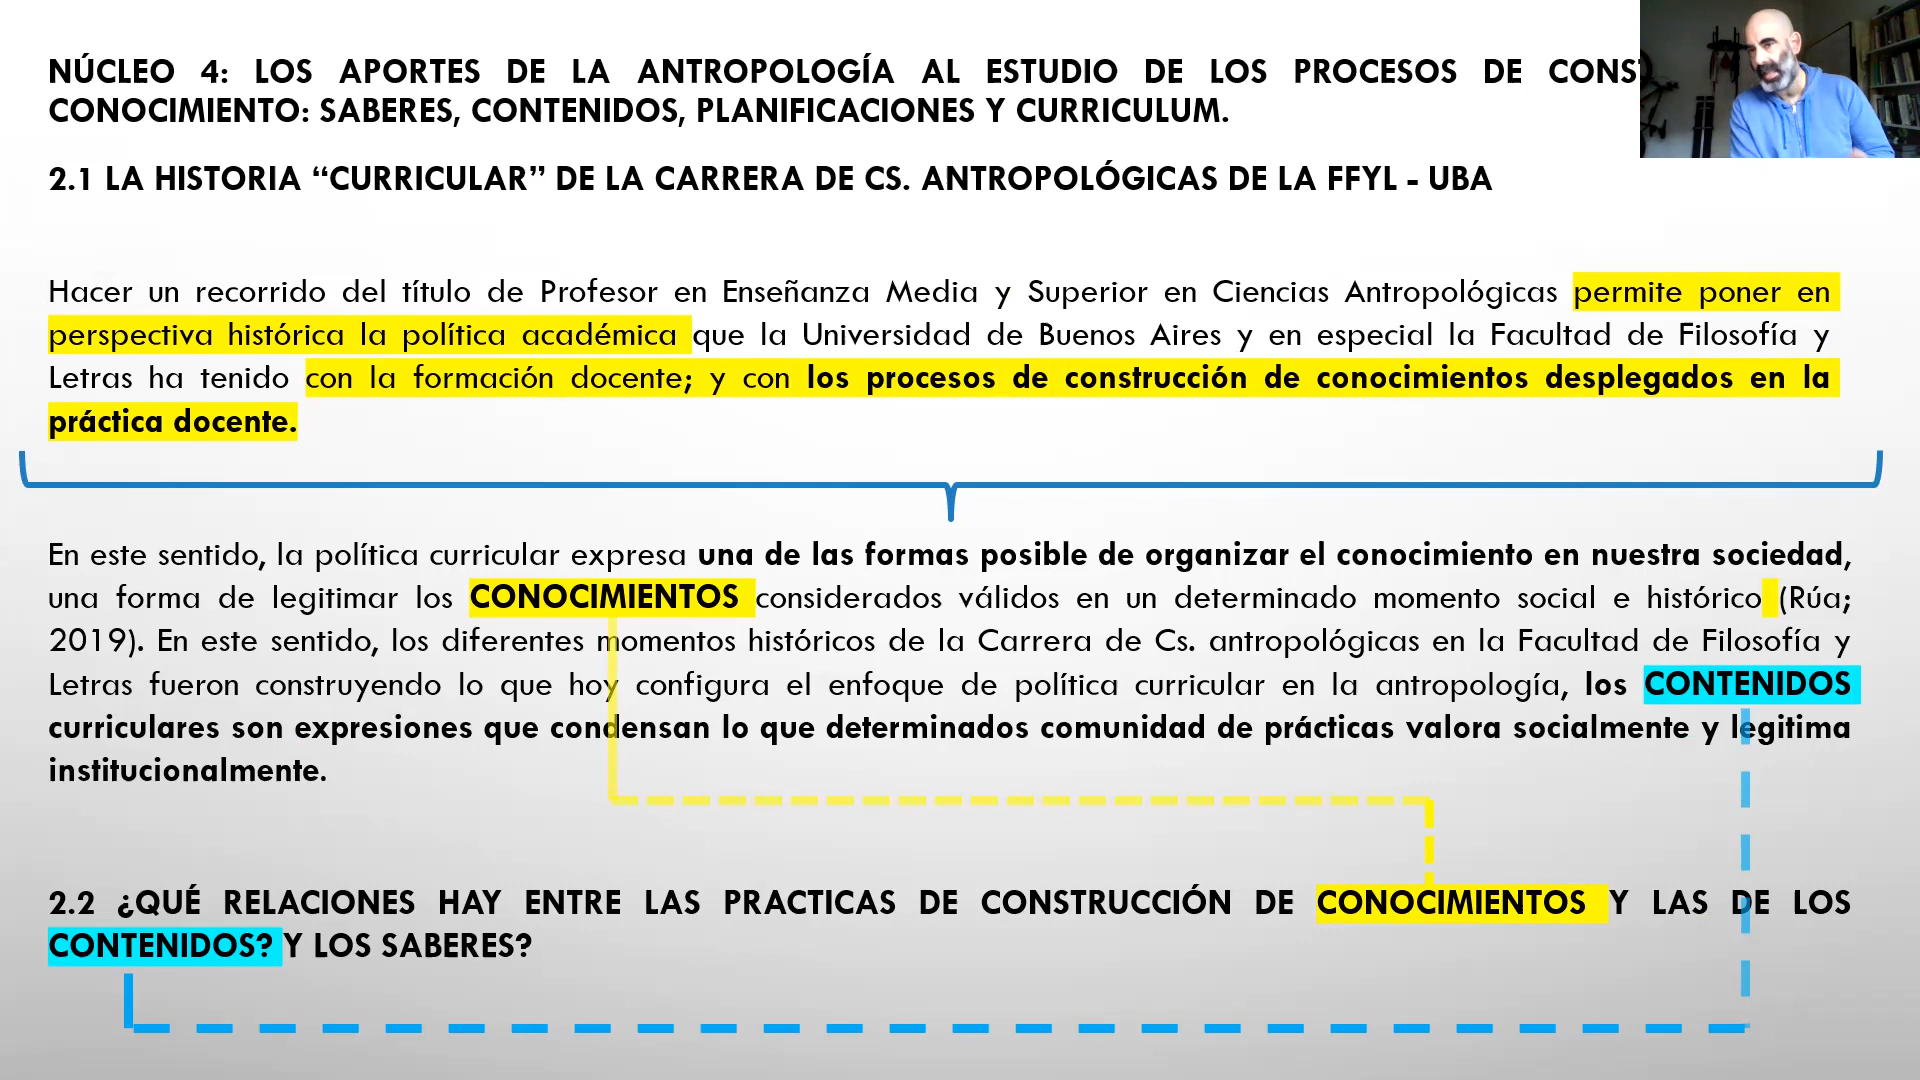 NÚCLEO 4: LOS APORTES DE LA ANTROPOLOGÍA AL ESTUDIO DE LOS PROCESOS DE
CONOCIMIENTO: SABERES, CONTENIDOS, PLANIFICACIONES Y CURRICULUM.
2.1 LA HISTORIA “CURRICULAR” DE LA CARRERA DE CS. ANTROPOLÓGICAS DE LA FFYL - UBA
Hacer un recorrido del título de Profesor en Enseñanza Media y Superior en Ciencias Antropológicas permite poner en
perspectiva histórica la política académica que la Universidad de Buenos Aires y en especial la Facultad de Filosofía y
Letras ha tenido con la formación docente; y con los procesos de construcción de conocimientos desplegados en la
práctica docente.
En este sentido, la política curricular expresa una de las formas posible de organizar el conocimiento en nuestra sociedad,
una forma de legitimar los CONOCIMIENTOS considerados válidos en un determinado momento social e histórico (Rúa;
2019). En este sentido, los diferentes momentos históricos de la Carrera de Cs. antropológicas en la Facultad de Filosofía y
Letras fueron construyendo lo que hoy configura el enfoque de política curricular en la antropología, los CONTENIDOS
curriculares son expresiones que condensan lo que determinados comunidad de prácticas valora socialmente y legitima
institucionalmente.
2.2 ¿QUÉ RELACIONES HAY ENTRE LAS PRACTICAS DE CONSTRUCCIÓN DE CONOCIMIENTOS Y LAS DE LOS
CONTENIDOS? Y LOS SABERES?